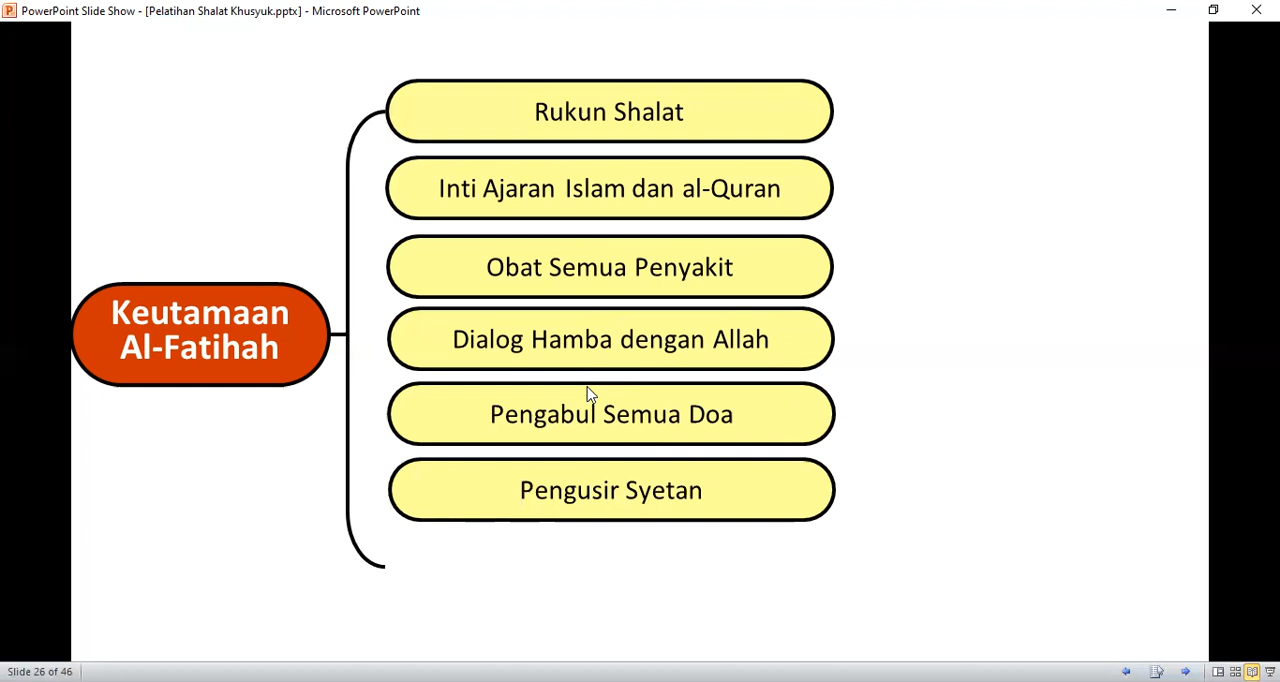 PowerPoint Slide Show - [Pelatihan Shalat Khusyuk.pptx] - Microsoft PowerPoint
Rukun Shalat
Inti Ajaran Islam dan al-Quran
Obat Semua Penyakit
Keutamaan
Al-Fatihah
Dialog Hamba dengan Allah
Pengabul Semua Doa
Pengusir Syetan
Slide 26 of 46